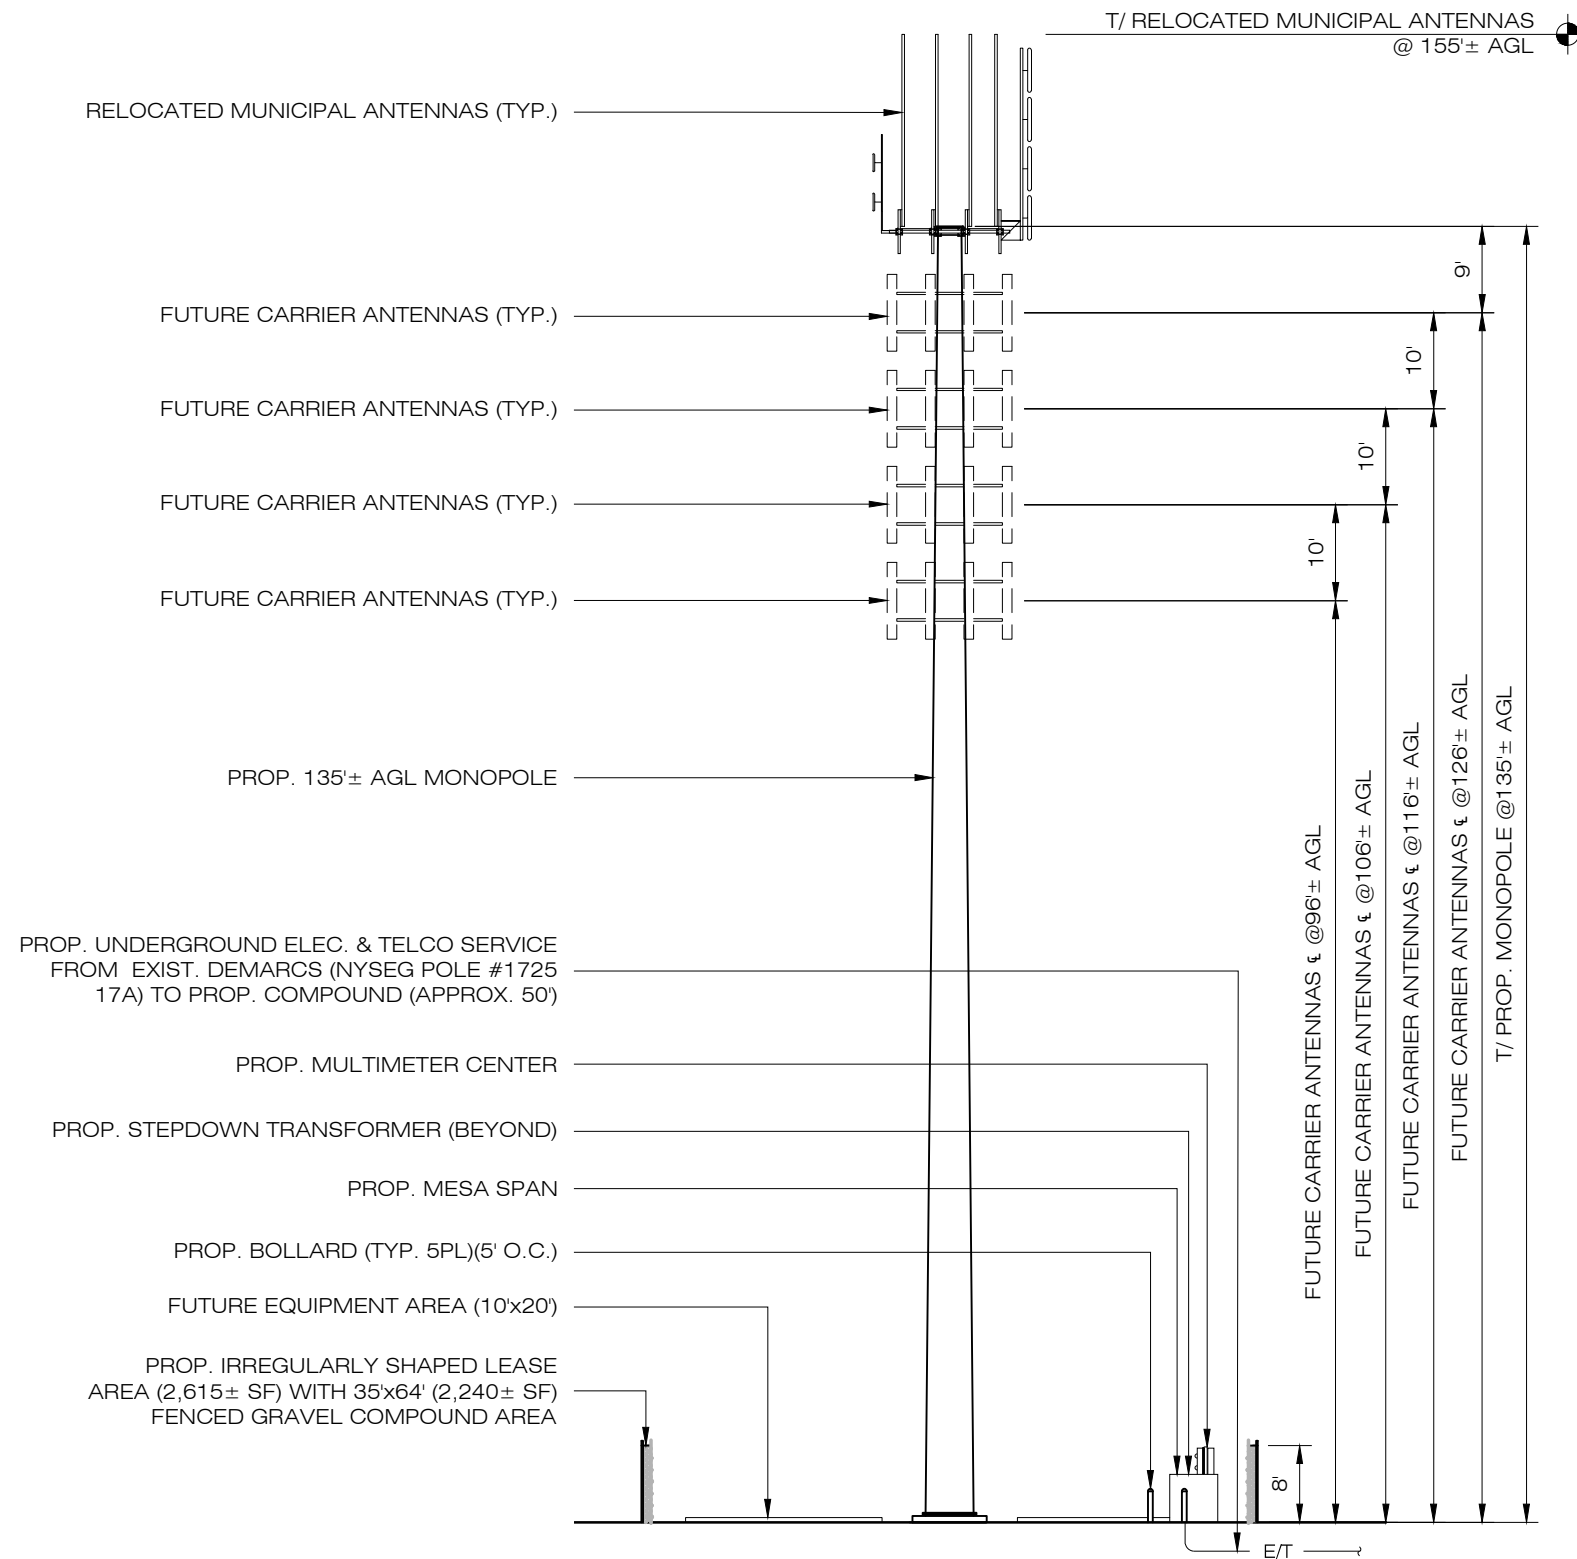 T/ RELOCATED MUNICIPAL ANTENNAS
@ 155'± AGL
RELOCATED MUNICIPAL ANTENNAS (TYP.)
9'
FUTURE CARRIER ANTENNAS (TYP.)
10'
FUTURE CARRIER ANTENNAS (TYP.)
10'
FUTURE CARRIER ANTENNAS (TYP.)
10'
FUTURE CARRIER ANTENNAS (TYP.)
PROP. 135'± AGL MONOPOLE
FUTURE CARRIER ANTENNAS ℄ @96'± AGL
FUTURE CARRIER ANTENNAS ℄ @106'± AGL
FUTURE CARRIER ANTENNAS ℄ @116'± AGL
FUTURE CARRIER ANTENNAS ℄ @126'± AGL
T/ PROP. MONOPOLE @135'± AGL
PROP. UNDERGROUND ELEC. & TELCO SERVICE
FROM EXIST. DEMARCS (NYSEG POLE #1725
17A) TO PROP. COMPOUND (APPROX. 50')
PROP. MULTIMETER CENTER
PROP. STEPDOWN TRANSFORMER (BEYOND)
PROP. MESA SPAN
PROP. BOLLARD (TYP. 5PL)(5' O.C.)
FUTURE EQUIPMENT AREA (10'x20')
PROP. IRREGULARLY SHAPED LEASE
AREA (2,615± SF) WITH 35'x64' (2,240± SF)
FENCED GRAVEL COMPOUND AREA
8'
E/T